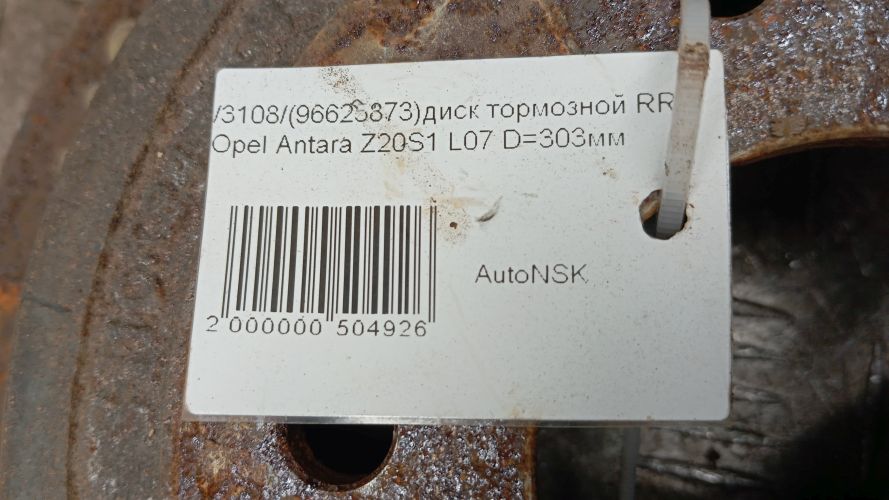 /3108/(96625873)диск тормозной RR
Opel Antara Z20S1 L07 D=303мм
AutoNSK
2 000000 504926